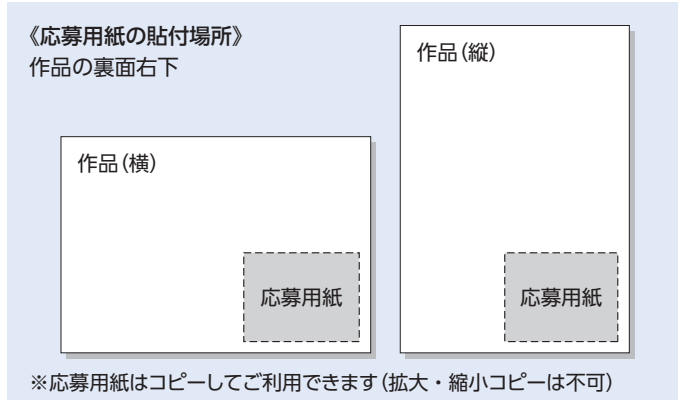 《応募用紙の貼付場所》
作品の裏面右下
作品(横)
応募用紙
作品(縦)
応募用紙
※応募用紙はコピーしてご利用できます(拡大・縮小コピーは不可)